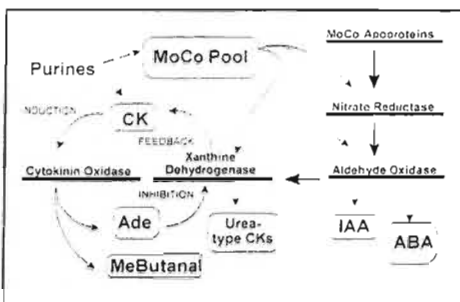 MoCo Apoproteins
MoCo Pool
Purines
Nitrate Reductase
INDUCTION
CK
FEEDBACK
Xanthine
Dehydrogenase
Cytokinin Oxidase
Aldehyde Oxidase
INHIBITION
Ade
Urea-
type CKs
IAA
ABA
MeButanal